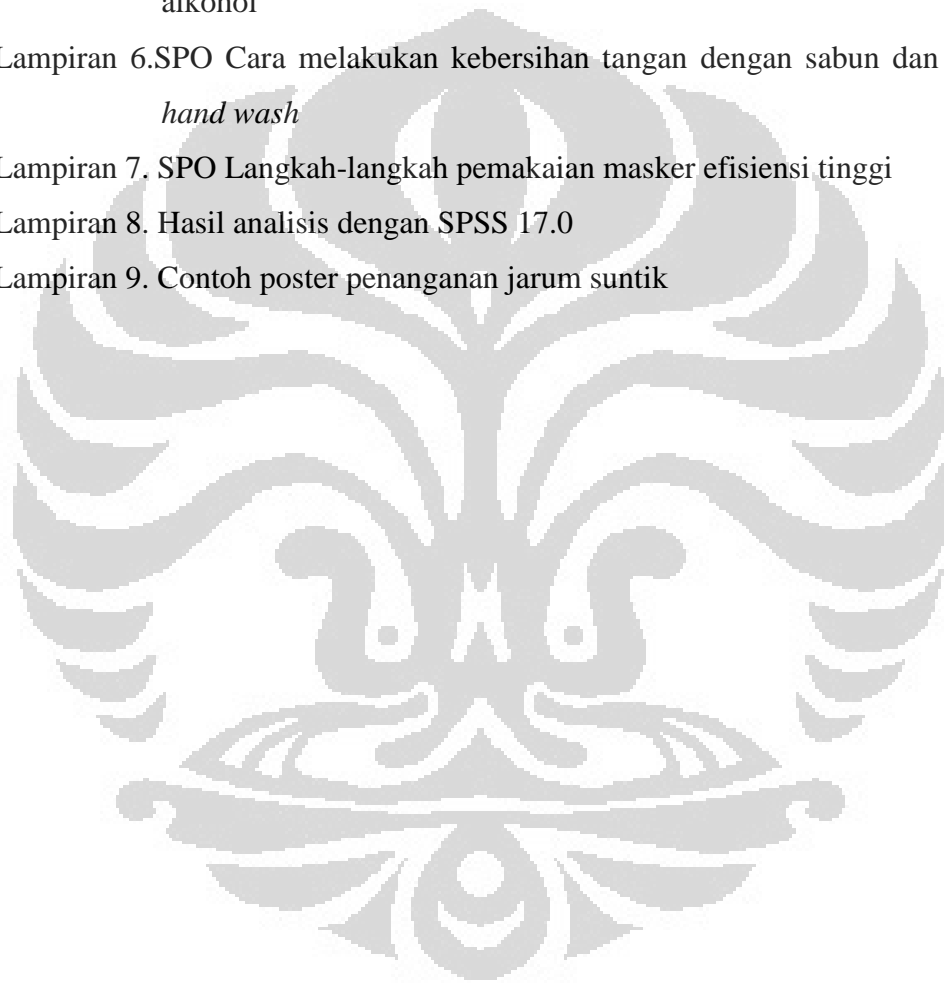 alkohol
Lampiran 6.SPO Cara melakukan kebersihan tangan dengan sabun dan
hand wash
Lampiran 7. SPO Langkah-langkah pemakaian masker efisiensi tinggi
Lampiran 8. Hasil analisis dengan SPSS 17.0
Lampiran 9. Contoh poster penanganan jarum suntik